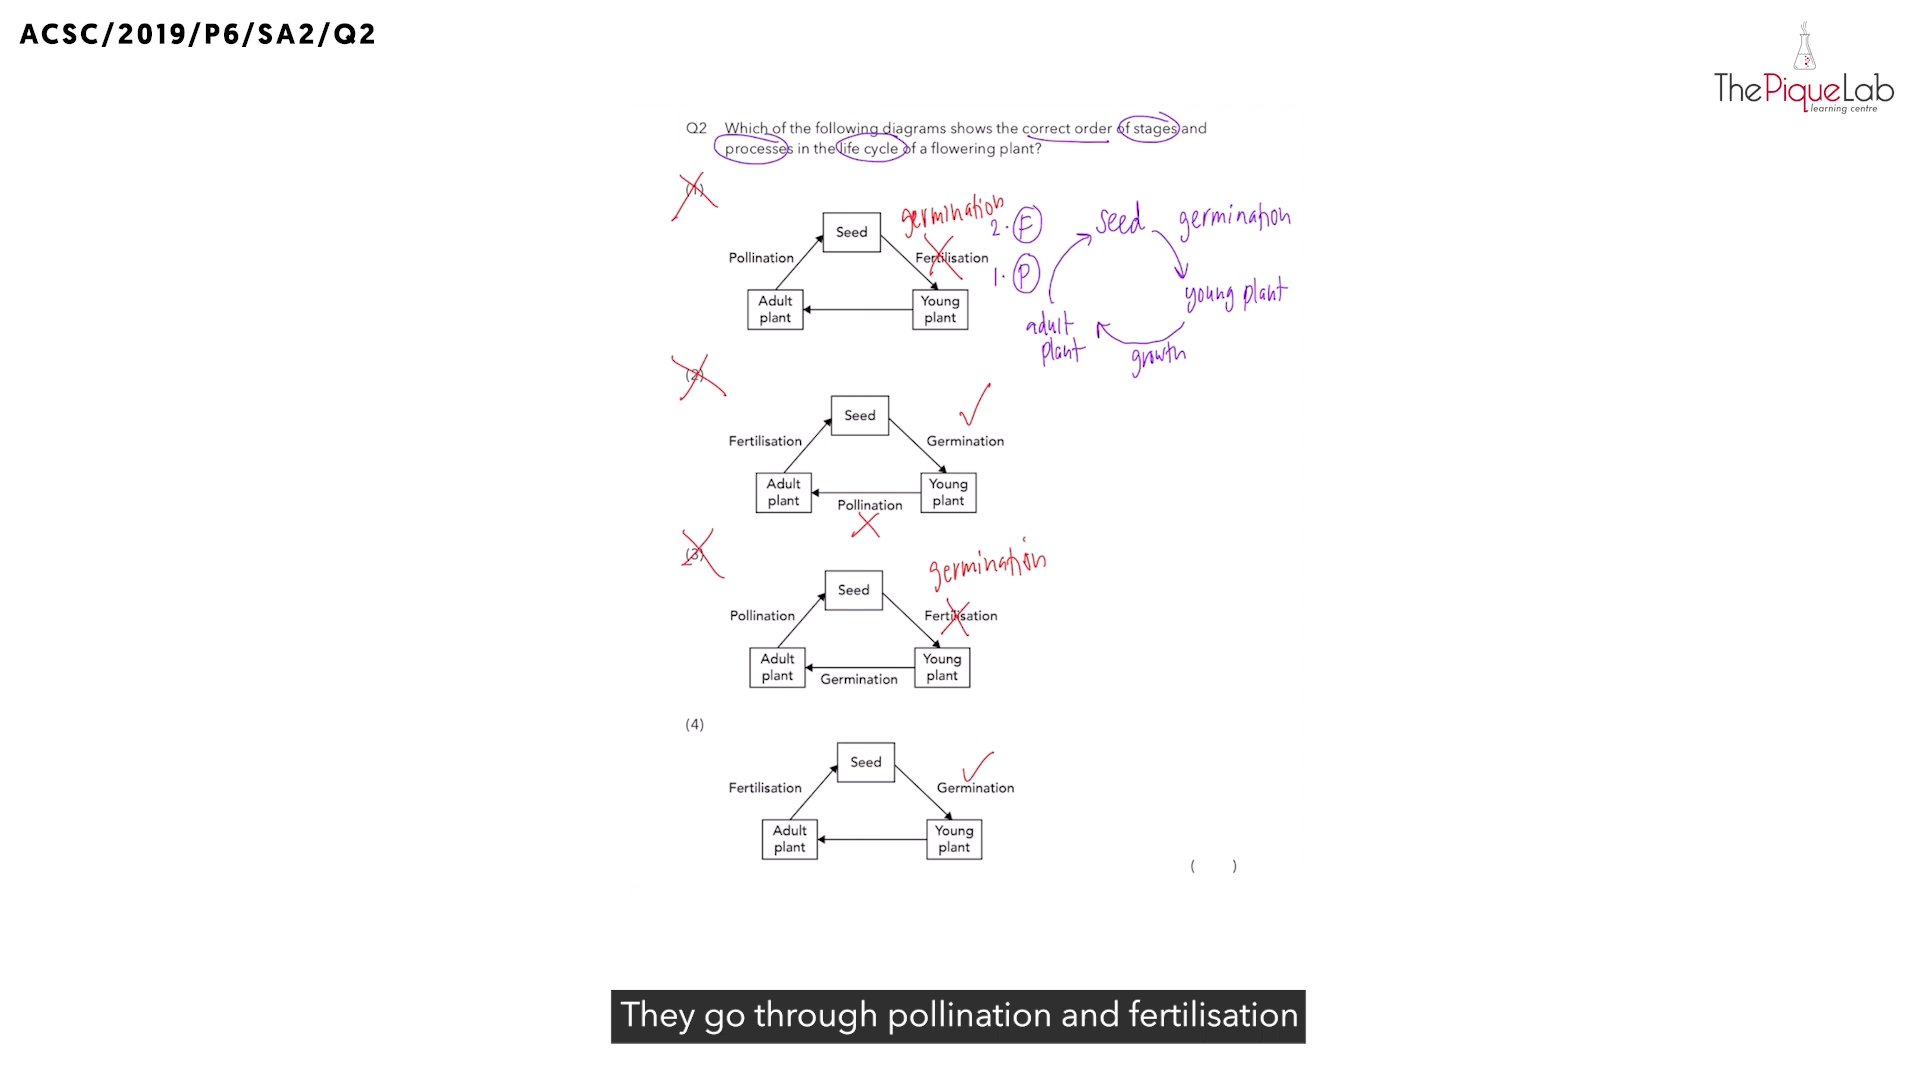 ACSC/2019/P6/SA2/Q2
ThePiqueLab
learning centre
Q2 Which of the following diagrams shows the correct order of stages and
processes in the life cycle of a flowering plant?
(1)
Seed
germination
Pollination
Fertilisation
Adult
plant
Young
plant
2. F
1. P
seed
germination
young plant
growth
adult
plant
(2)
Seed
Fertilisation
Germination
Adult
plant
Pollination
Young
plant
(3)
germination
Seed
Pollination
Fertilisation
Adult
plant
Germination
Young
plant
(4)
Seed
Fertilisation
Germination
Adult
plant
Young
plant
( )
They go through pollination and fertilisation